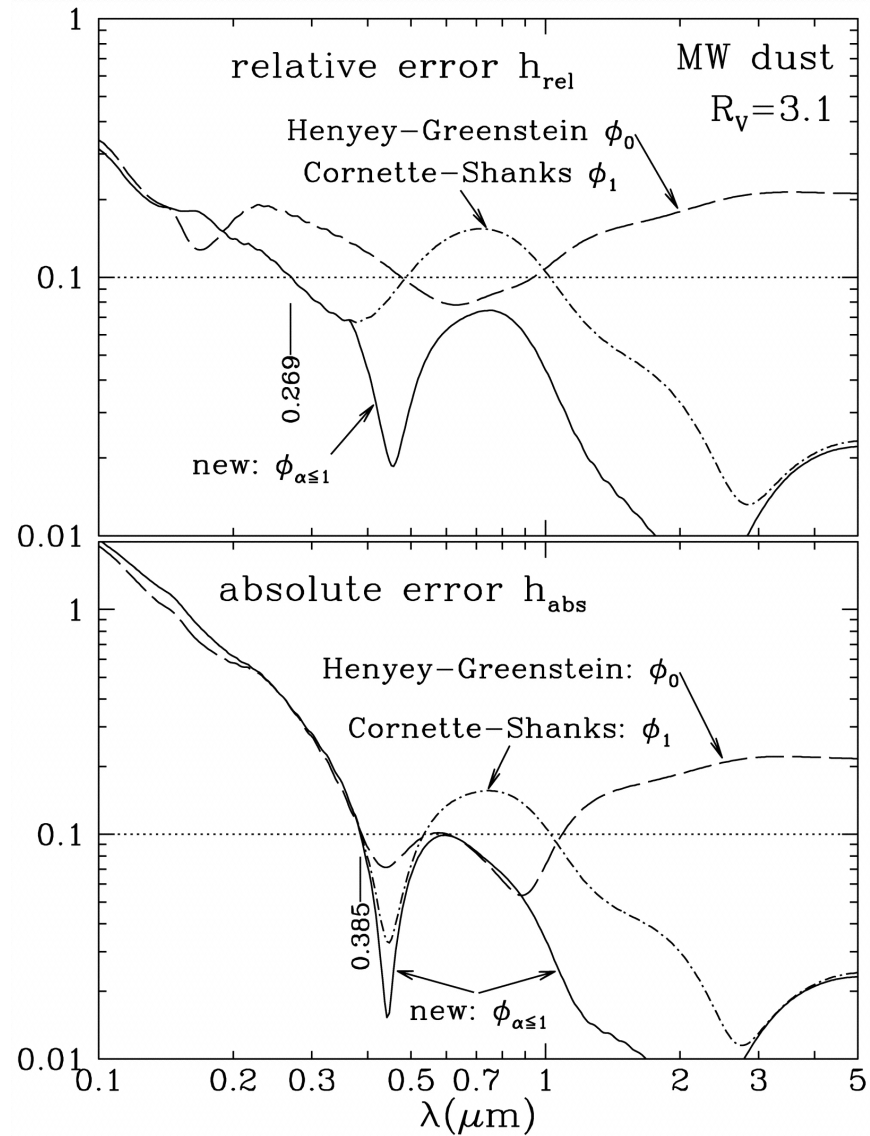 1
relative error h_rel
MW dust
R_V=3.1
Henyey−Greenstein ϕ_0
Cornette−Shanks ϕ_1
0.1
0.269
new: ϕ_α≦1
0.01
absolute error h_abs
1
Henyey−Greenstein: ϕ_0
Cornette−Shanks: ϕ_1
0.1
0.385
new: ϕ_α≦1
0.01
0.1 0.2 0.3 0.5 0.7 1 2 3 5
λ(μm)